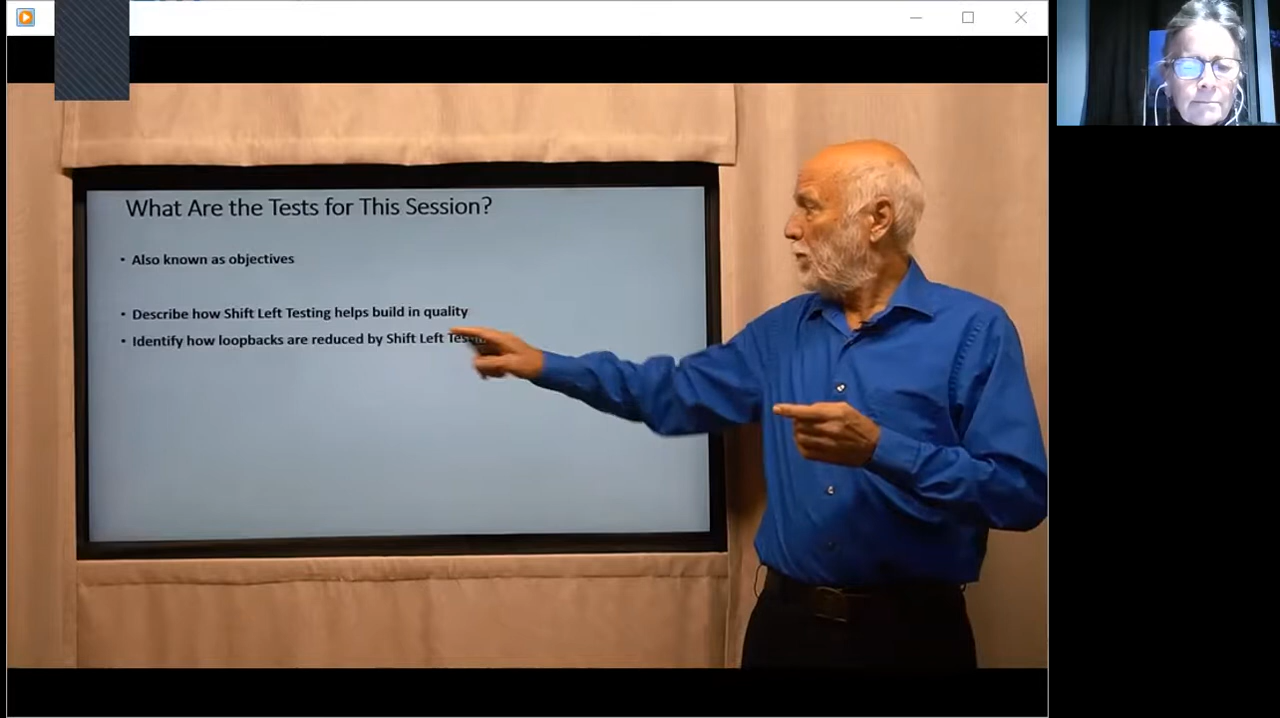 What Are the Tests for This Session?
• Also known as objectives
• Describe how Shift Left Testing helps build in quality
• Identify how loopbacks are reduced by Shift Left